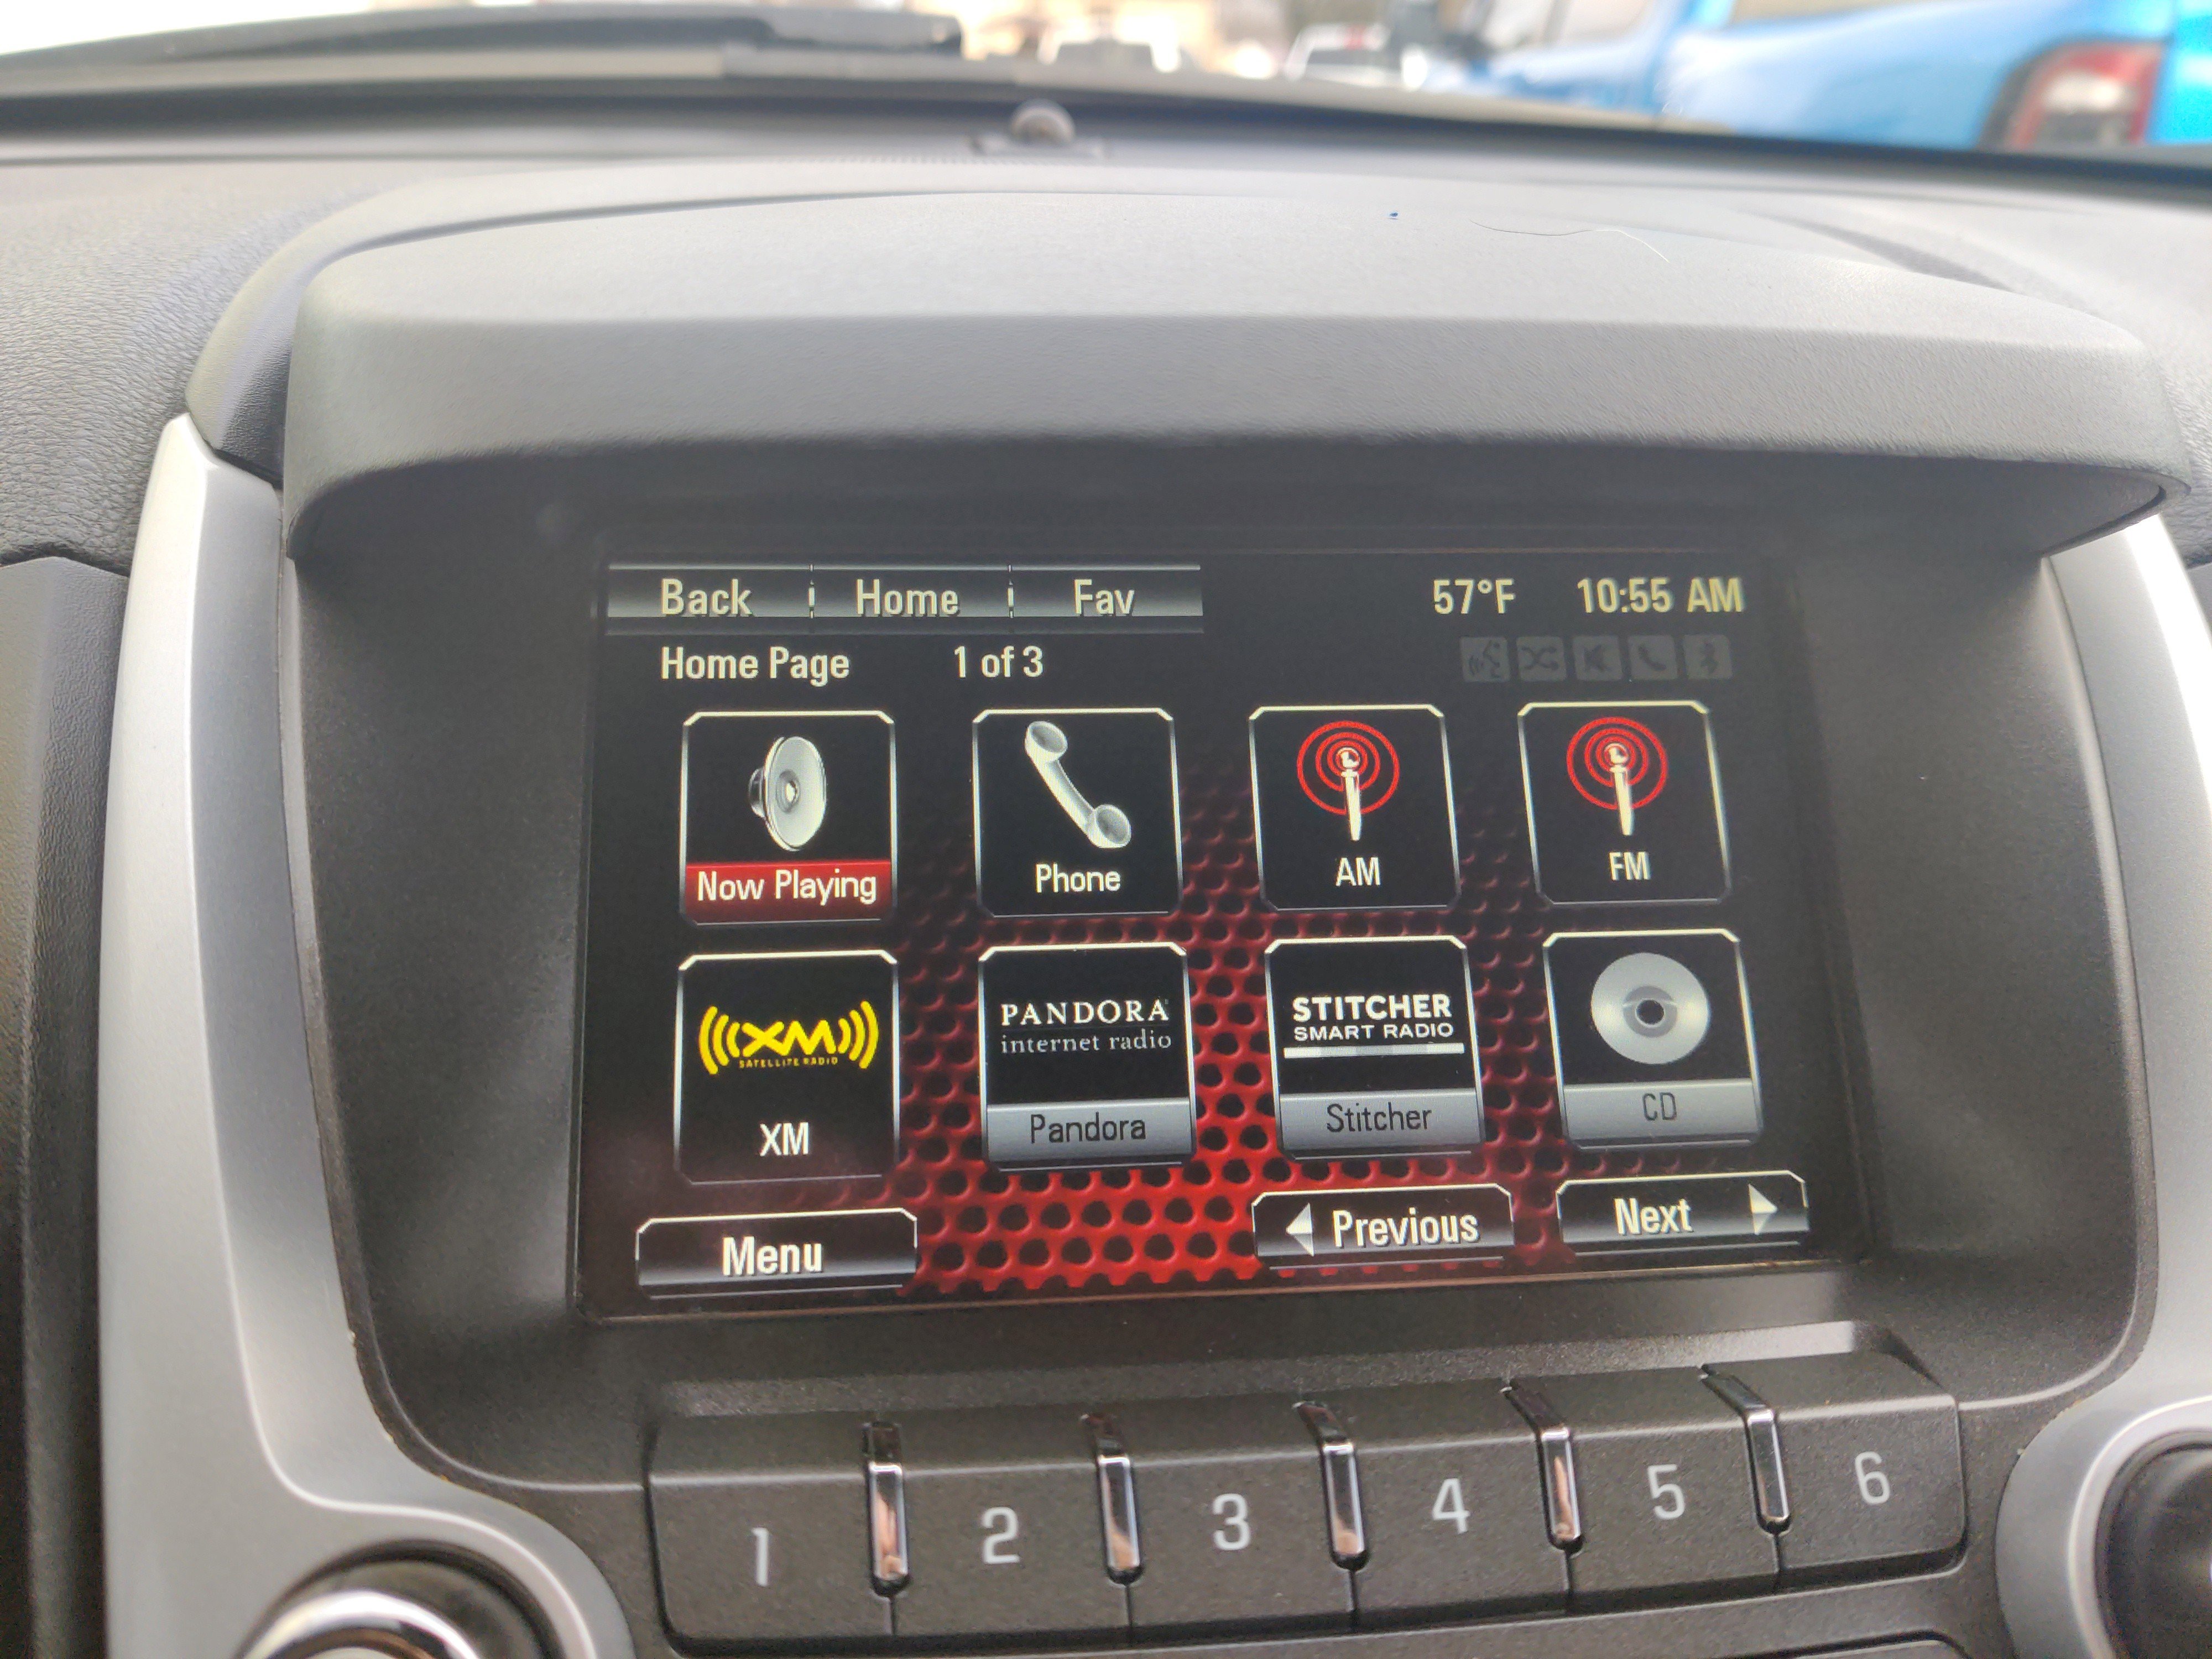 Back Home Fav 57°F 10:55 AM
Home Page 1 of 3
Now Playing
Phone
AM
FM
XM
SATELLITE RADIO
XM
PANDORA
internet radio
Pandora
STITCHER
SMART RADIO
Stitcher
CD
Menu Previous Next
1 2 3 4 5 6